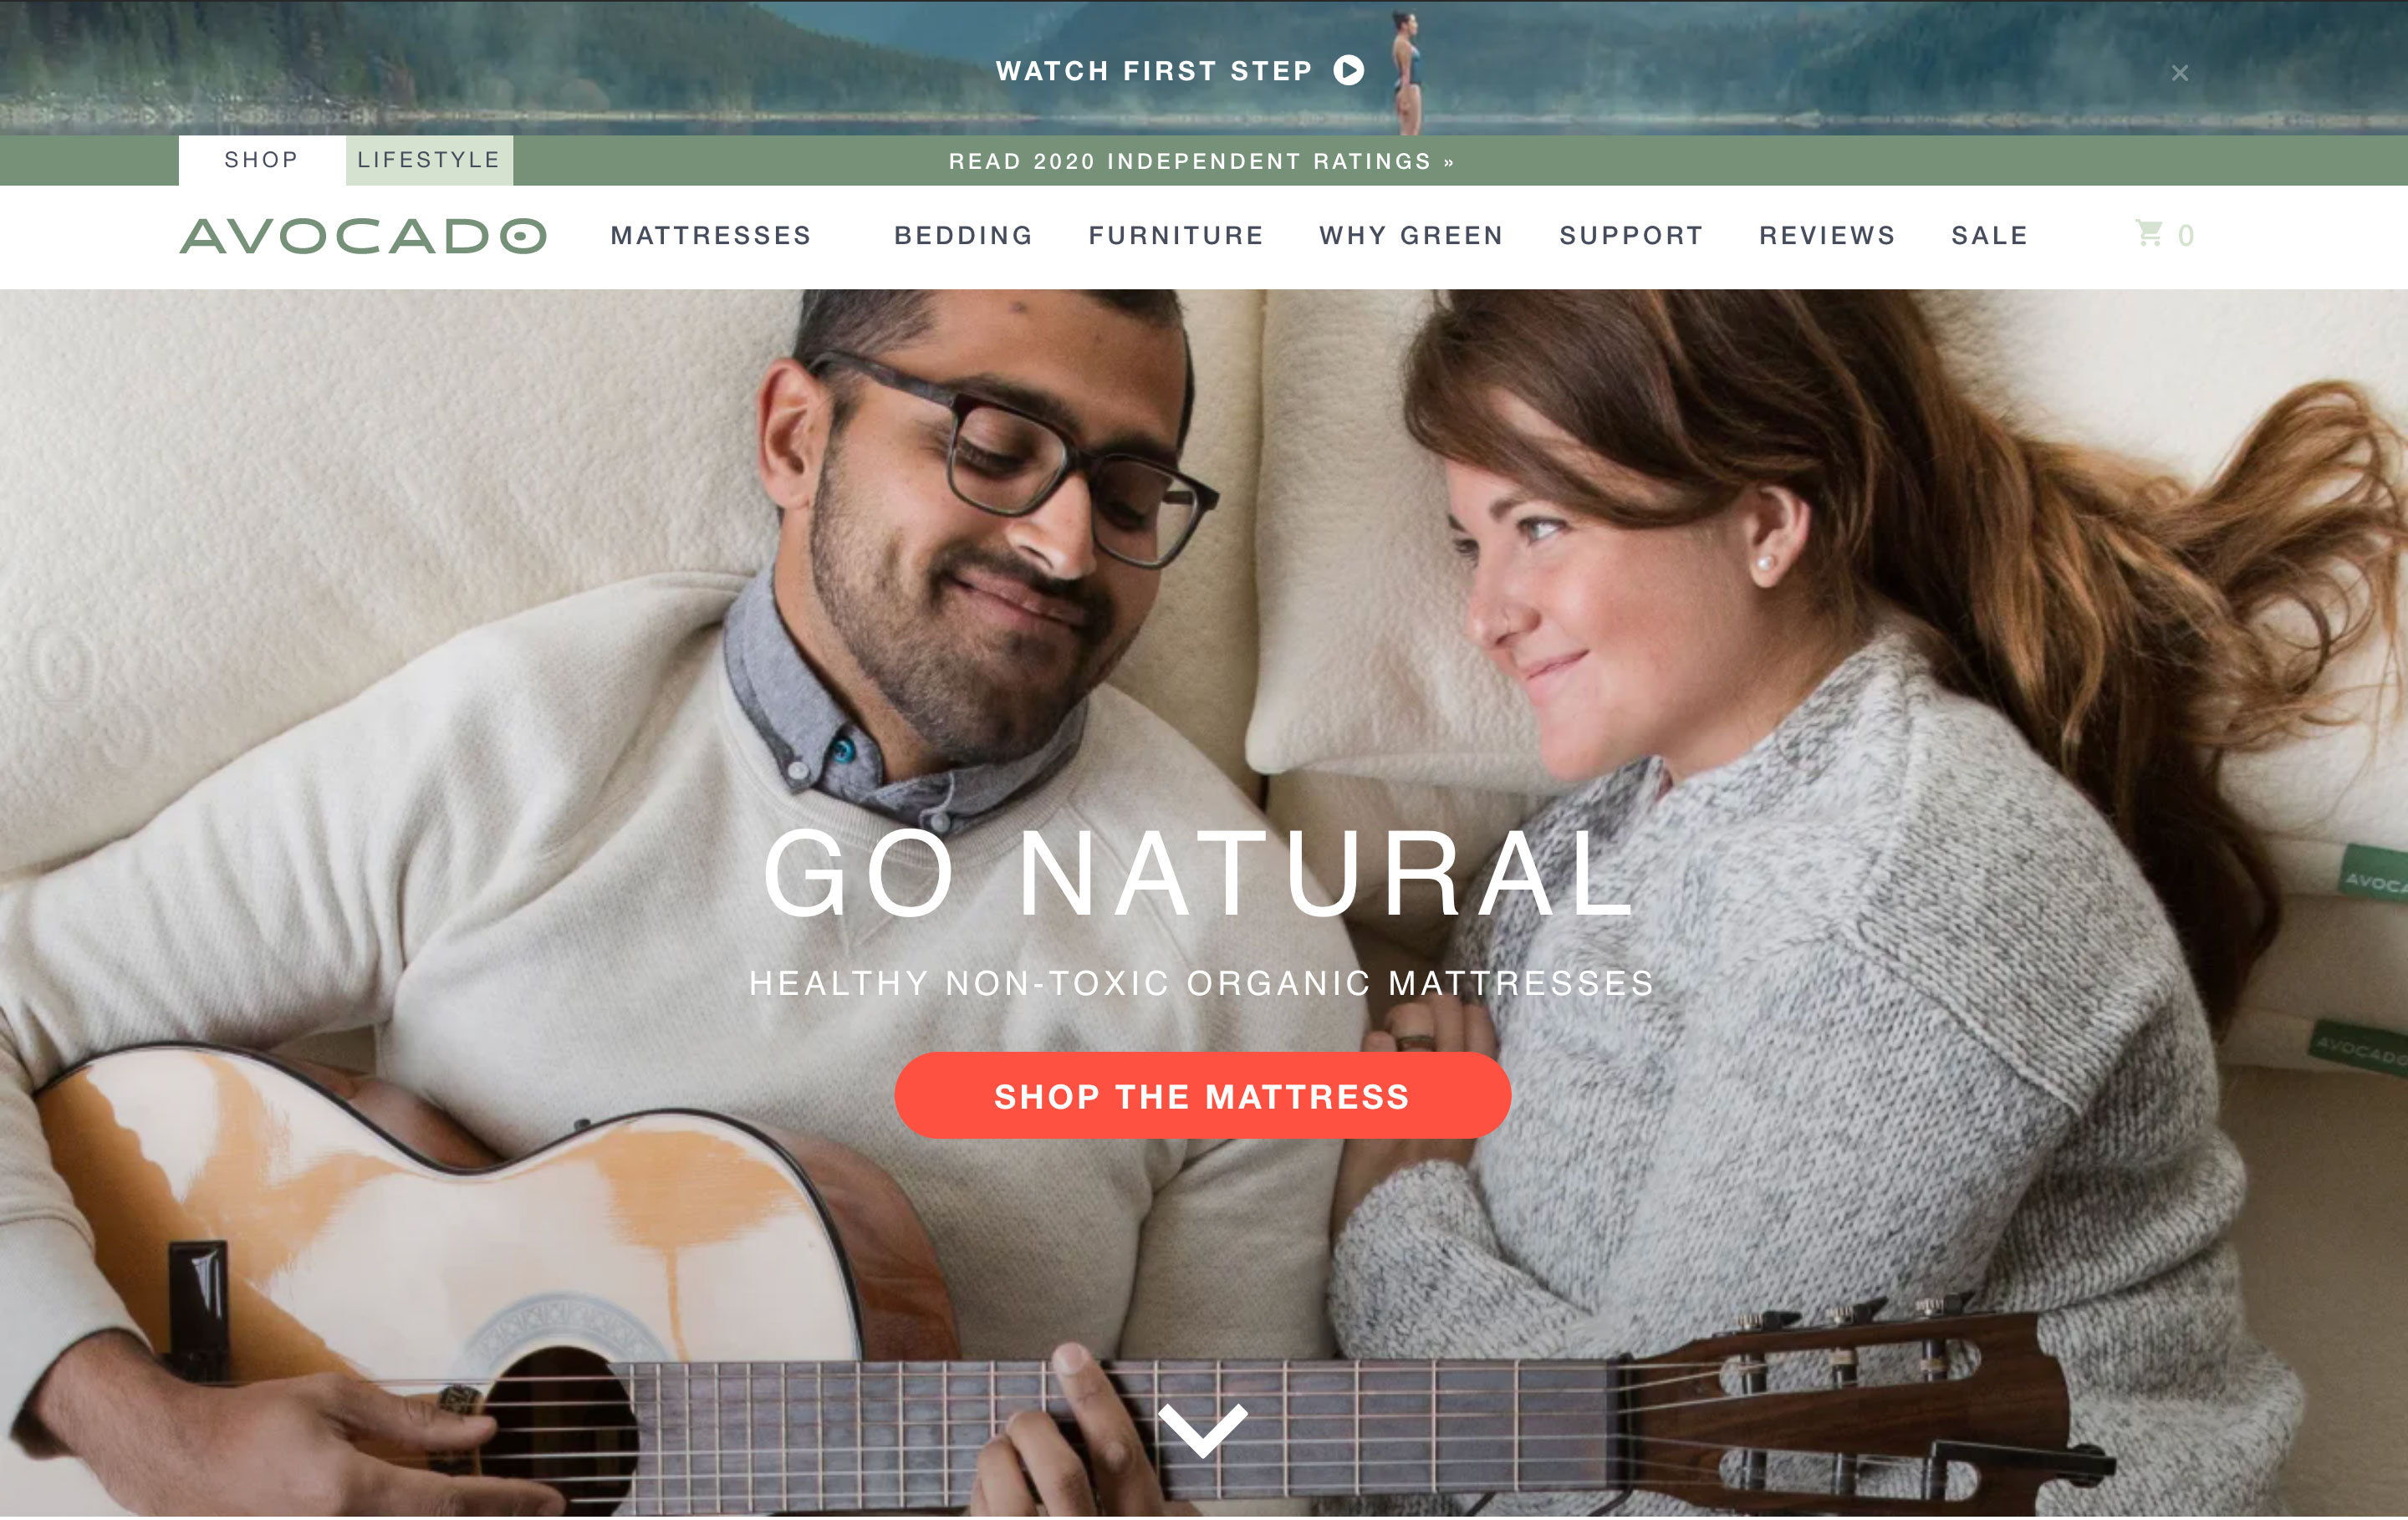 WATCH FIRST STEP
SHOP
LIFESTYLE
READ 2020 INDEPENDENT RATINGS »
AVOCADO
MATTRESSES
BEDDING
FURNITURE
WHY GREEN
SUPPORT
REVIEWS
SALE
0
GO NATURAL
HEALTHY NON-TOXIC ORGANIC MATTRESSES
SHOP THE MATTRESS
AVOCA
AVOCADO